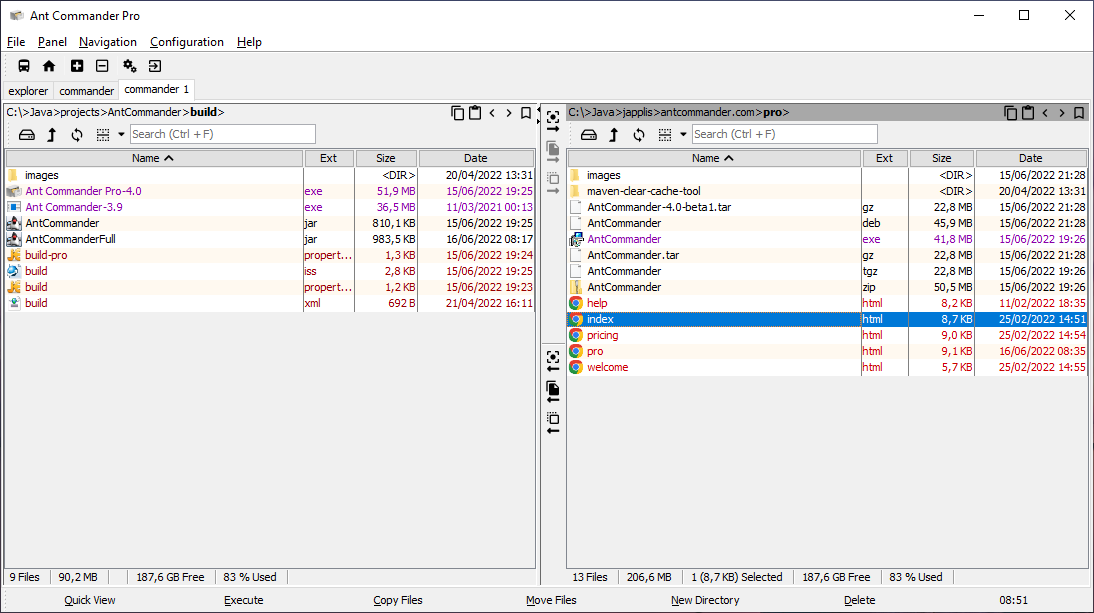 Ant Commander Pro
File Panel Navigation Configuration Help
explorer commander commander 1
C:\>Java>projects>AntCommander>build>
Search (Ctrl + F)
Name Ext Size Date
images <DIR> 20/04/2022 13:31
Ant Commander Pro-4.0 exe 51,9 MB 15/06/2022 19:25
Ant Commander-3.9 exe 36,5 MB 11/03/2021 00:13
AntCommander jar 810,1 KB 15/06/2022 19:25
AntCommanderFull jar 983,5 KB 16/06/2022 08:17
build-pro propert... 1,3 KB 15/06/2022 19:24
build iss 2,8 KB 15/06/2022 19:25
build propert... 1,2 KB 15/06/2022 19:23
build xml 692 B 21/04/2022 16:11
9 Files 90,2 MB 187,6 GB Free 83 % Used
C:\>Java>japplis>antcommander.com>pro>
Search (Ctrl + F)
Name Ext Size Date
images <DIR> 15/06/2022 21:28
maven-clear-cache-tool <DIR> 20/04/2022 13:31
AntCommander-4.0-beta1.tar gz 22,8 MB 15/06/2022 21:28
AntCommander deb 45,9 MB 15/06/2022 21:28
AntCommander exe 41,8 MB 15/06/2022 19:26
AntCommander.tar gz 22,8 MB 15/06/2022 21:28
AntCommander tgz 22,8 MB 15/06/2022 19:26
AntCommander zip 50,5 MB 15/06/2022 19:26
help html 8,2 KB 11/02/2022 18:35
index html 8,7 KB 25/02/2022 14:51
pricing html 9,0 KB 25/02/2022 14:54
pro html 9,1 KB 16/06/2022 08:35
welcome html 5,7 KB 25/02/2022 14:55
13 Files 206,6 MB 1 (8,7 KB) Selected 187,6 GB Free 83 % Used
Quick View Execute Copy Files Move Files New Directory Delete 08:51